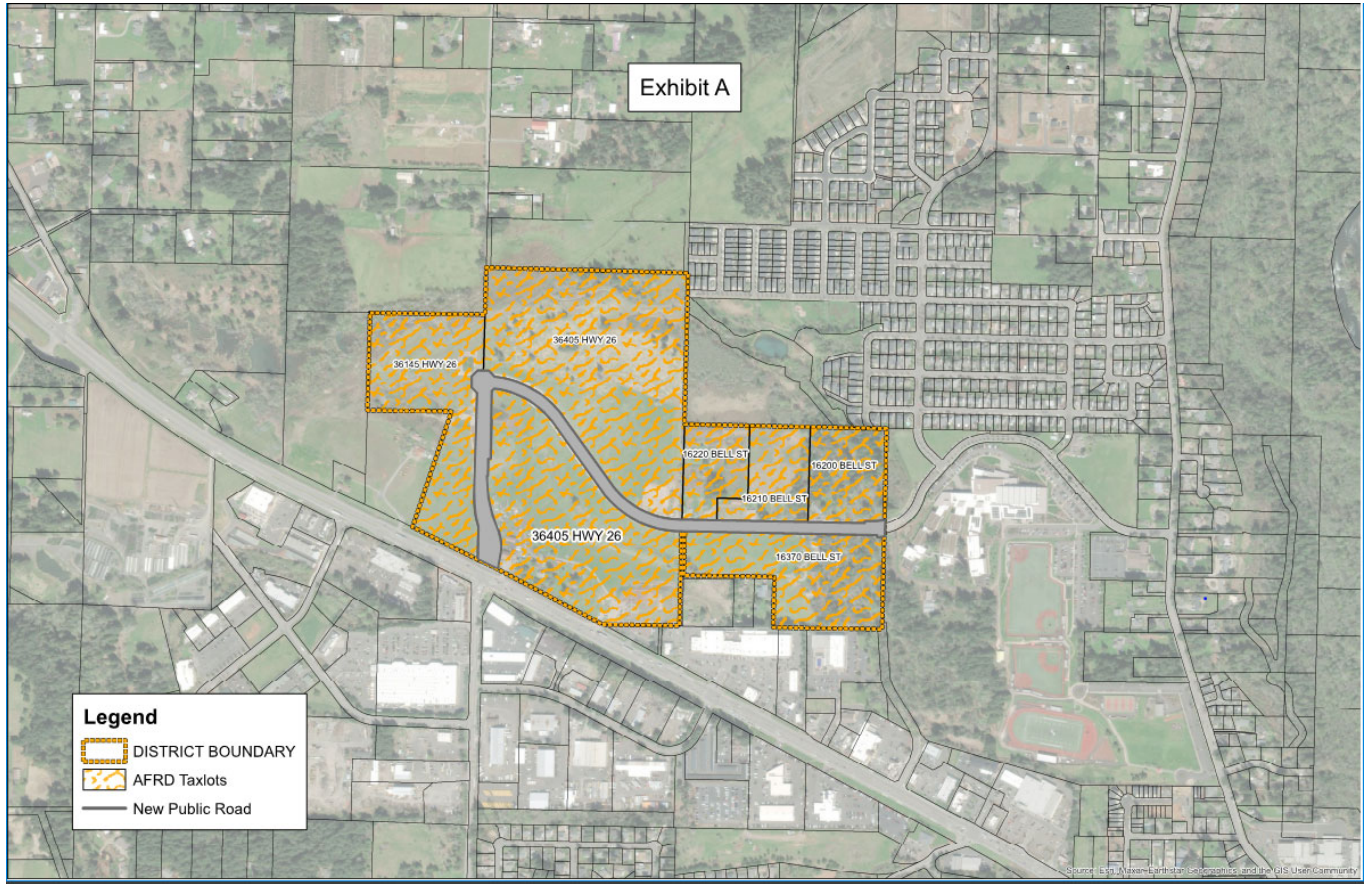 Exhibit A
36405 HWY 26
36145 HWY 26
16220 BELL ST
16200 BELL ST
16210 BELL ST
36405 HWY 26
16370 BELL ST
Legend
DISTRICT BOUNDARY
AFRD Taxlots
New Public Road
Source: Esri, Maxar, Earthstar Geographics, and the GIS User Community